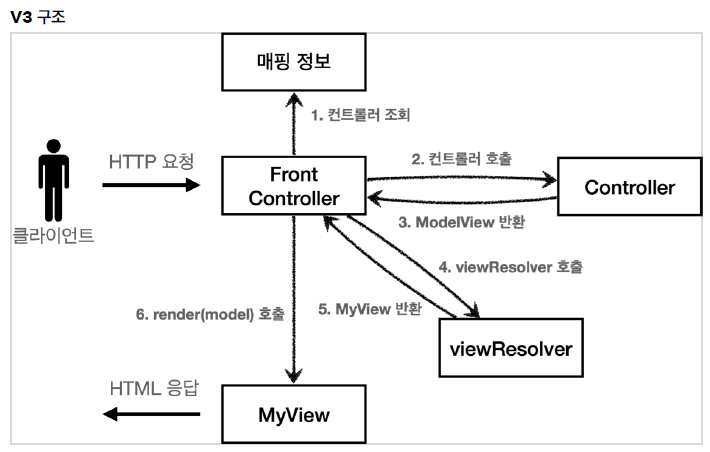 V3 구조
매핑 정보
1. 컨트롤러 조회
HTTP 요청
Front
Controller
2. 컨트롤러 호출
Controller
3. ModelView 반환
클라이언트
4. viewResolver 호출
5. MyView 반환
6. render(model) 호출
viewResolver
HTML 응답
MyView